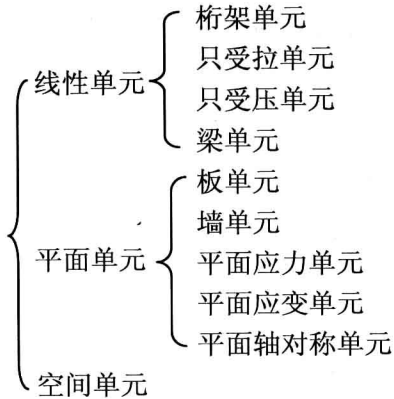 桁架单元
只受拉单元
线性单元
只受压单元
梁单元
板单元
墙单元
平面单元
平面应力单元
平面应变单元
平面轴对称单元
空间单元